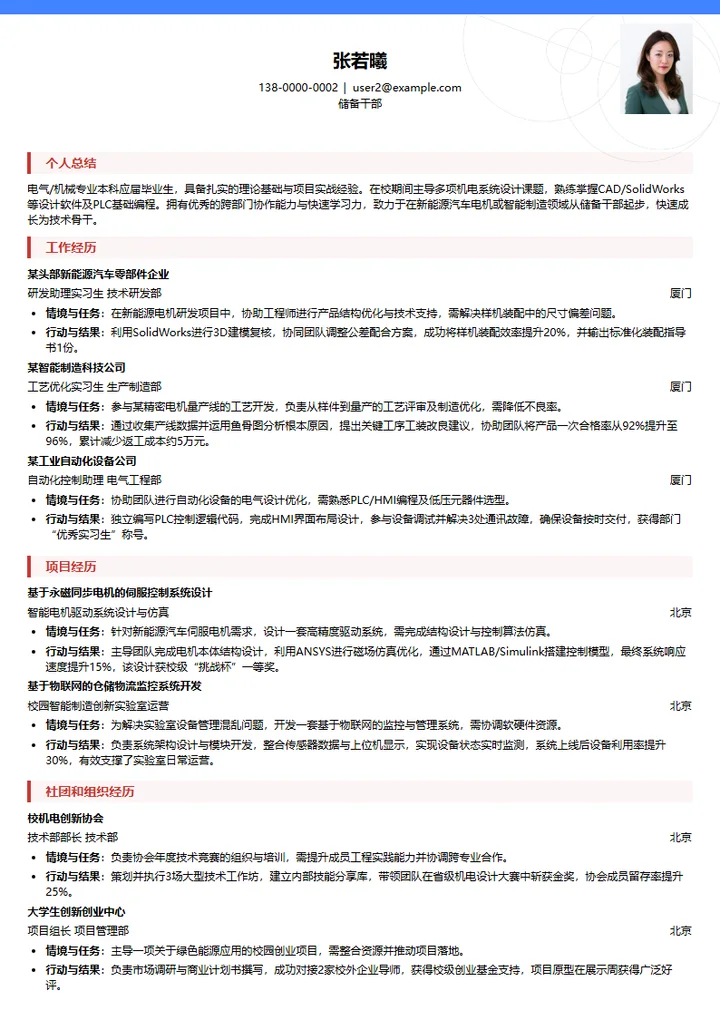 张若曦
138-0000-0002 | user2@example.com
储备干部
个人总结
电气/机械专业本科应届毕业生，具备扎实的理论基础与项目实战经验。在校期间主导多项机电系统设计课题，熟练掌握CAD/SolidWorks
等设计软件及PLC基础编程。拥有优秀的跨部门协作能力与快速学习力，致力于在新能源汽车电机或智能制造领域从储备干部起步，快速成
长为技术骨干。
工作经历
某头部新能源汽车零部件企业
研发助理实习生 技术研发部 厦门
• 情境与任务：在新能源电机研发项目中，协助工程师进行产品结构优化与技术支持，需解决样机装配中的尺寸偏差问题。
• 行动与结果：利用SolidWorks进行3D建模复核，协同团队调整公差配合方案，成功将样机装配效率提升20%，并输出标准化装配指导
书1份。
某智能制造科技公司
工艺优化实习生 生产制造部 厦门
• 情境与任务：参与某精密电机量产线的工艺开发，负责从样件到量产的工艺评审及制造优化，需降低不良率。
• 行动与结果：通过收集产线数据并运用鱼骨图分析根本原因，提出关键工序工装改良建议，协助团队将产品一次合格率从92%提升至
96%，累计减少返工成本约5万元。
某工业自动化设备公司
自动化控制助理 电气工程部 厦门
• 情境与任务：协助团队进行自动化设备的电气设计优化，需熟悉PLC/HMI编程及低压元器件选型。
• 行动与结果：独立编写PLC控制逻辑代码，完成HMI界面布局设计，参与设备调试并解决3处通讯故障，确保设备按时交付，获得部门
“优秀实习生”称号。
项目经历
基于永磁同步电机的伺服控制系统设计
智能电机驱动系统设计与仿真 北京
• 情境与任务：针对新能源汽车伺服电机需求，设计一套高精度驱动系统，需完成结构设计与控制算法仿真。
• 行动与结果：主导团队完成电机本体结构设计，利用ANSYS进行磁场仿真优化，通过MATLAB/Simulink搭建控制模型，最终系统响应
速度提升15%，该设计获校级“挑战杯”一等奖。
基于物联网的仓储物流监控系统开发
校园智能制造创新实验室运营 北京
• 情境与任务：为解决实验室设备管理混乱问题，开发一套基于物联网的监控与管理系统，需协调软硬件资源。
• 行动与结果：负责系统架构设计与模块开发，整合传感器数据与上位机显示，实现设备状态实时监测，系统上线后设备利用率提升
30%，有效支撑了实验室日常运营。
社团和组织经历
校机电创新协会
技术部部长 技术部 北京
• 情境与任务：负责协会年度技术竞赛的组织与培训，需提升成员工程实践能力并协调跨专业合作。
• 行动与结果：策划并执行3场大型技术工作坊，建立内部技能分享库，带领团队在省级机电设计大赛中斩获金奖，协会成员留存率提升
25%。
大学生创新创业中心
项目组长 项目管理部 北京
• 情境与任务：主导一项关于绿色能源应用的校园创业项目，需整合资源并推动项目落地。
• 行动与结果：负责市场调研与商业计划书撰写，成功对接2家校外企业导师，获得校级创业基金支持，项目原型在展示周获得广泛好
评。